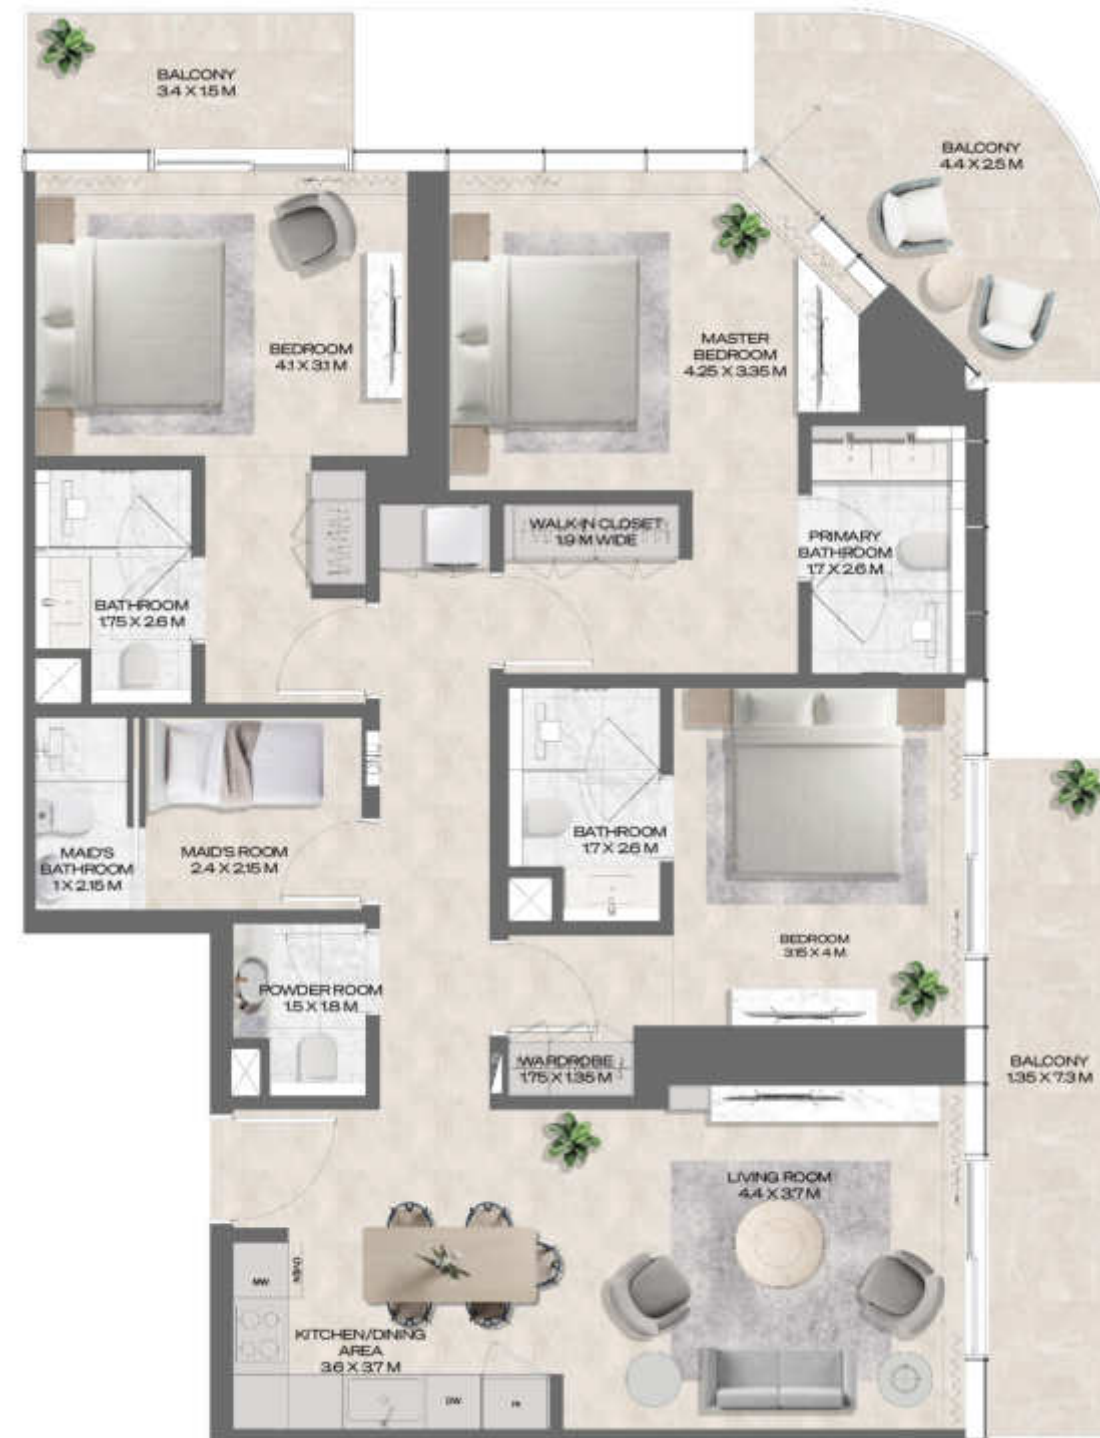 BALCONY
3.4 X 1.5 M
BALCONY
4.4 X 2.5 M
BEDROOM
4.1 X 3.1 M
MASTER
BEDROOM
4.25 X 3.35 M
WALK-IN CLOSET
1.9 M WIDE
PRIMARY
BATHROOM
1.7 X 2.6 M
BATHROOM
1.75 X 2.6 M
BATHROOM
1.7 X 2.6 M
MAID'S
BATHROOM
1 X 2.15 M
MAID'S ROOM
2.4 X 2.15 M
BEDROOM
3.15 X 4 M
POWDER ROOM
1.5 X 1.8 M
WARDROBE
1.75 X 1.35 M
BALCONY
1.35 X 7.3 M
LIVING ROOM
4.4 X 3.7 M
MW
OVEN
KITCHEN/DINING
AREA
3.6 X 3.7 M
DW